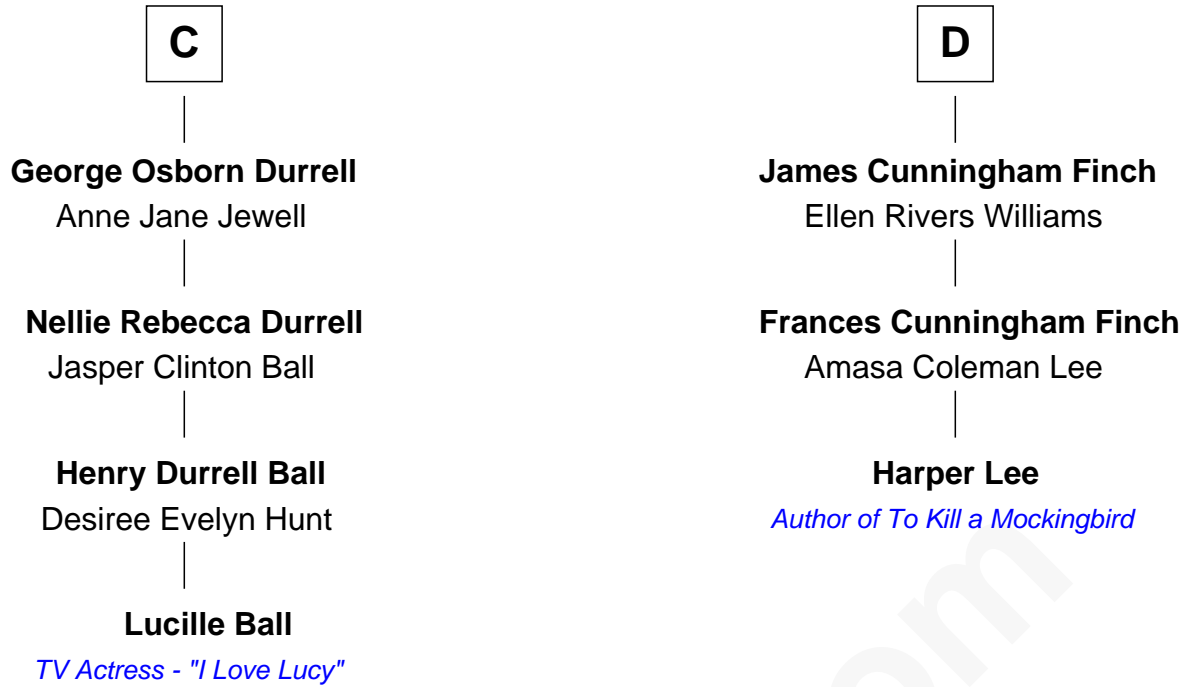 C
George Osborn Durrell
Anne Jane Jewell
Nellie Rebecca Durrell
Jasper Clinton Ball
Henry Durrell Ball
Desiree Evelyn Hunt
Lucille Ball
TV Actress - "I Love Lucy"
D
James Cunningham Finch
Ellen Rivers Williams
Frances Cunningham Finch
Amasa Coleman Lee
Harper Lee
Author of To Kill a Mockingbird
om